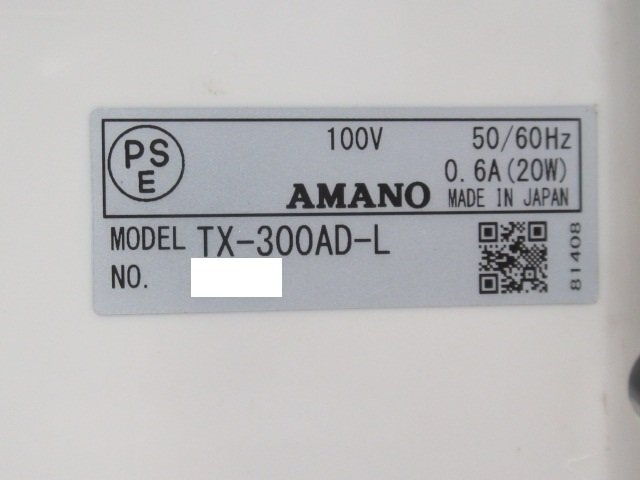 PS
E
100V 50/60Hz
0.6A(20W)
AMANO MADE IN JAPAN
MODEL TX-300AD-L
NO.
81408